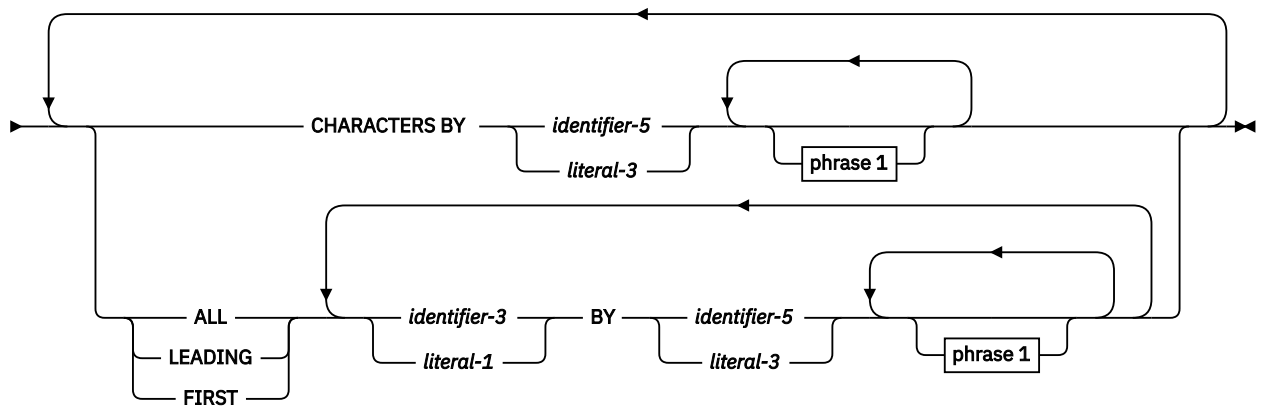 CHARACTERS BY identifier-5
literal-3
phrase 1
ALL identifier-3 BY identifier-5
LEADING literal-1 literal-3 phrase 1
FIRST